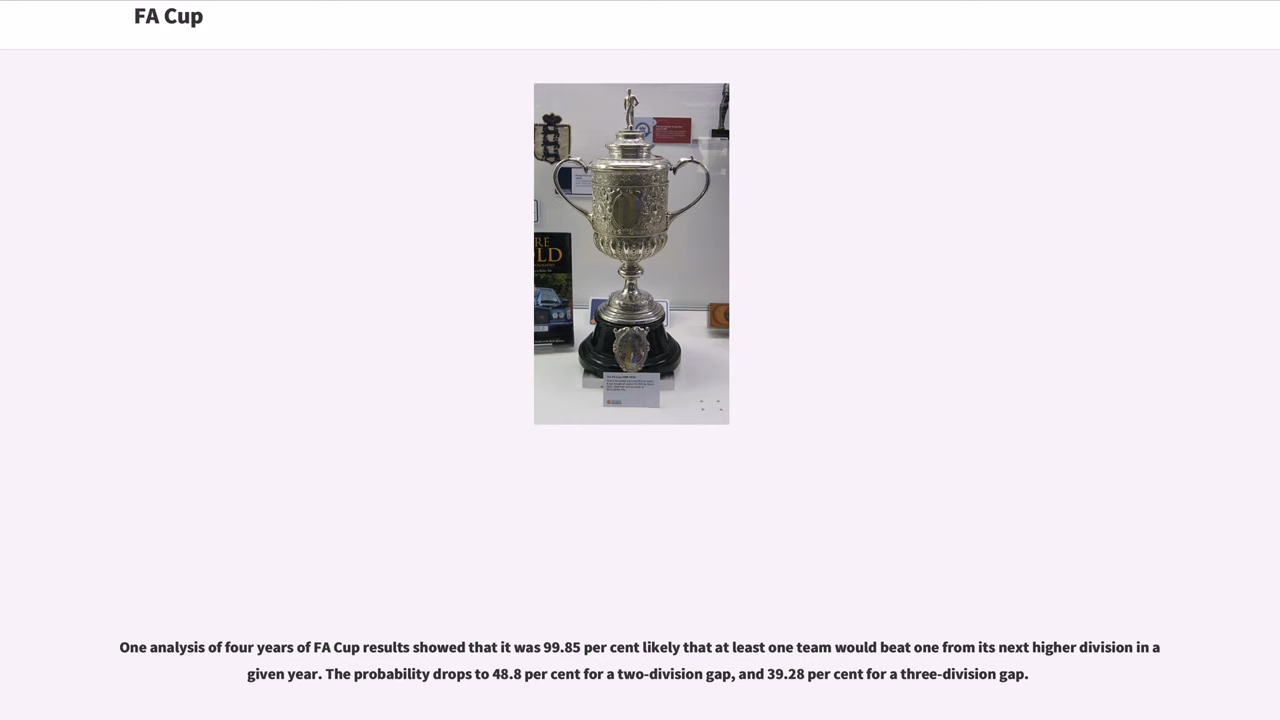 FA Cup
RE
LD
One analysis of four years of FA Cup results showed that it was 99.85 per cent likely that at least one team would beat one from its next higher division in a
given year. The probability drops to 48.8 per cent for a two-division gap, and 39.28 per cent for a three-division gap.